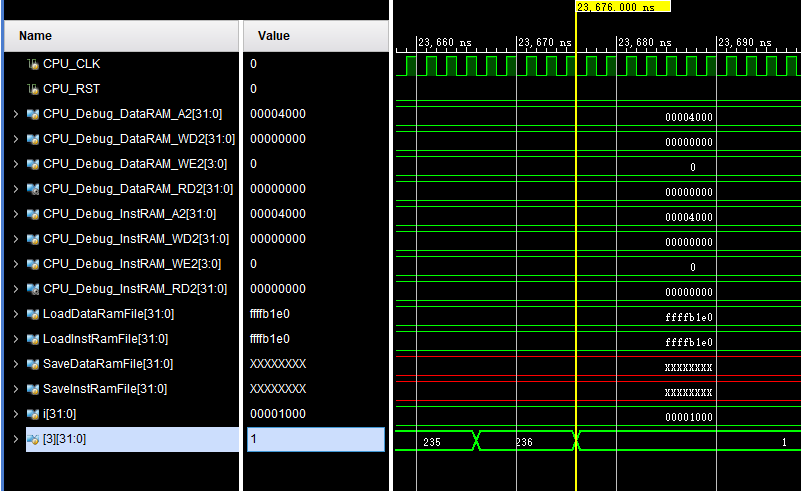 23,676.000 ns
Name Value
23,660 ns 23,670 ns 23,680 ns 23,690 ns
CPU_CLK 0
CPU_RST 0
CPU_Debug_DataRAM_A2[31:0] 00004000 00004000
CPU_Debug_DataRAM_WD2[31:0] 00000000 00000000
CPU_Debug_DataRAM_WE2[3:0] 0 0
CPU_Debug_DataRAM_RD2[31:0] 00000000 00000000
CPU_Debug_InstRAM_A2[31:0] 00004000 00004000
CPU_Debug_InstRAM_WD2[31:0] 00000000 00000000
CPU_Debug_InstRAM_WE2[3:0] 0 0
CPU_Debug_InstRAM_RD2[31:0] 00000000 00000000
LoadDataRamFile[31:0] ffffb1e0 ffffb1e0
LoadInstRamFile[31:0] ffffb1e0 ffffb1e0
SaveDataRamFile[31:0] XXXXXXXX XXXXXXXX
SaveInstRamFile[31:0] XXXXXXXX XXXXXXXX
i[31:0] 00001000 00001000
[3][31:0] 1 235 236 1